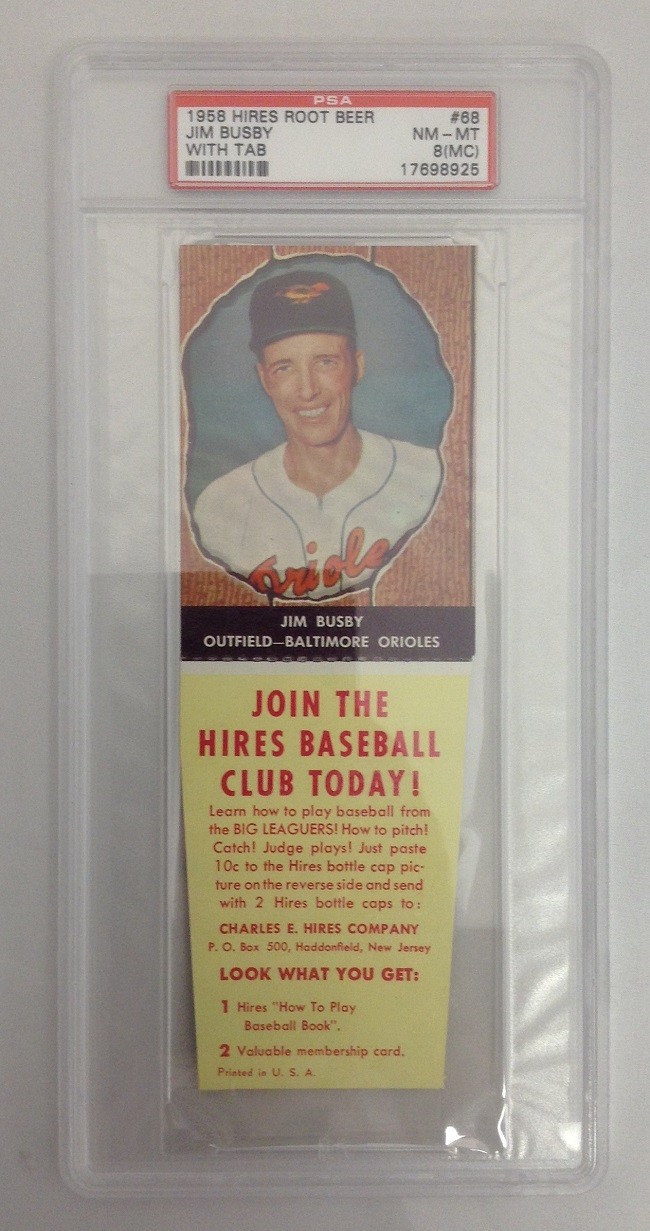 PSA
1958 HIRES ROOT BEER #68
JIM BUSBY NM-MT
WITH TAB 8(MC)
17698925
Oriole
JIM BUSBY
OUTFIELD—BALTIMORE ORIOLES
JOIN THE
HIRES BASEBALL
CLUB TODAY!
Learn how to play baseball from
the BIG LEAGUERS! How to pitch!
Catch! Judge plays! Just paste
10c to the Hires bottle cap pic-
ture on the reverse side and send
with 2 Hires bottle caps to:
CHARLES E. HIRES COMPANY
P. O. Box 500, Haddonfield, New Jersey
LOOK WHAT YOU GET:
1 Hires "How To Play
Baseball Book".
2 Valuable membership card.
Printed in U. S. A.